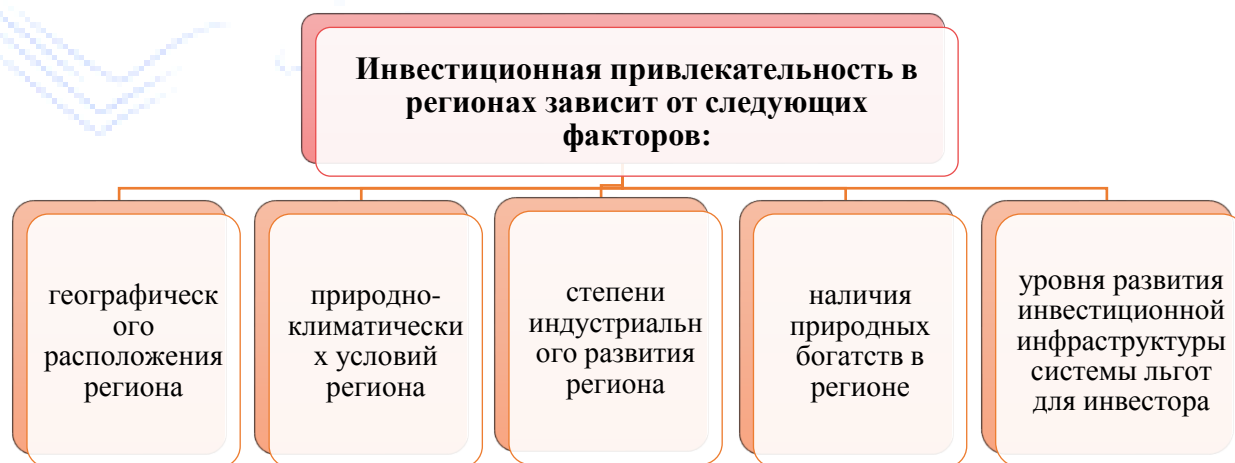 Инвестиционная привлекательность в
регионах зависит от следующих
факторов:
географическ
ого
расположения
региона
природно-
климатически
х условий
региона
степени
индустриальн
ого развития
региона
наличия
природных
богатств в
регионе
уровня развития
инвестиционной
инфраструктуры
системы льгот
для инвестора